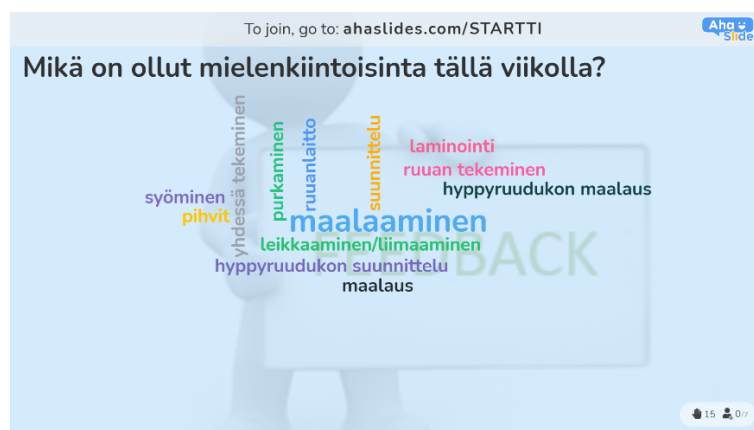 To join, go to: ahaslides.com/STARTTI
Aha
Slide
Mikä on ollut mielenkiintoisinta tällä viikolla?
yhdessä tekeminen
purkaminen
ruuanlaitto
suunnittelu
laminointi
ruuan tekeminen
hyppyruudukon maalaus
syöminen
pihvit
maalaaminen
leikkaaminen/liimaaminen
FEEDBACK
hyppyruudukon suunnittelu
maalaus
15 0/7